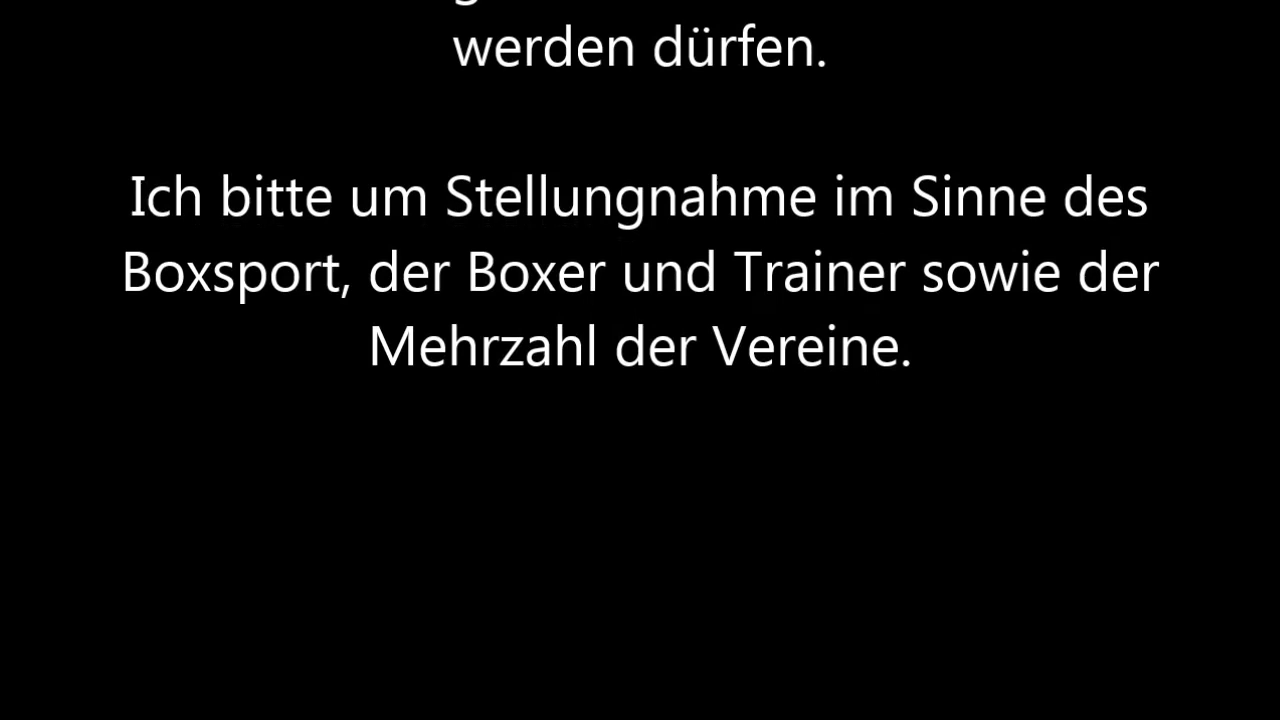 werden dürfen.
Ich bitte um Stellungnahme im Sinne des
Boxsport, der Boxer und Trainer sowie der
Mehrzahl der Vereine.